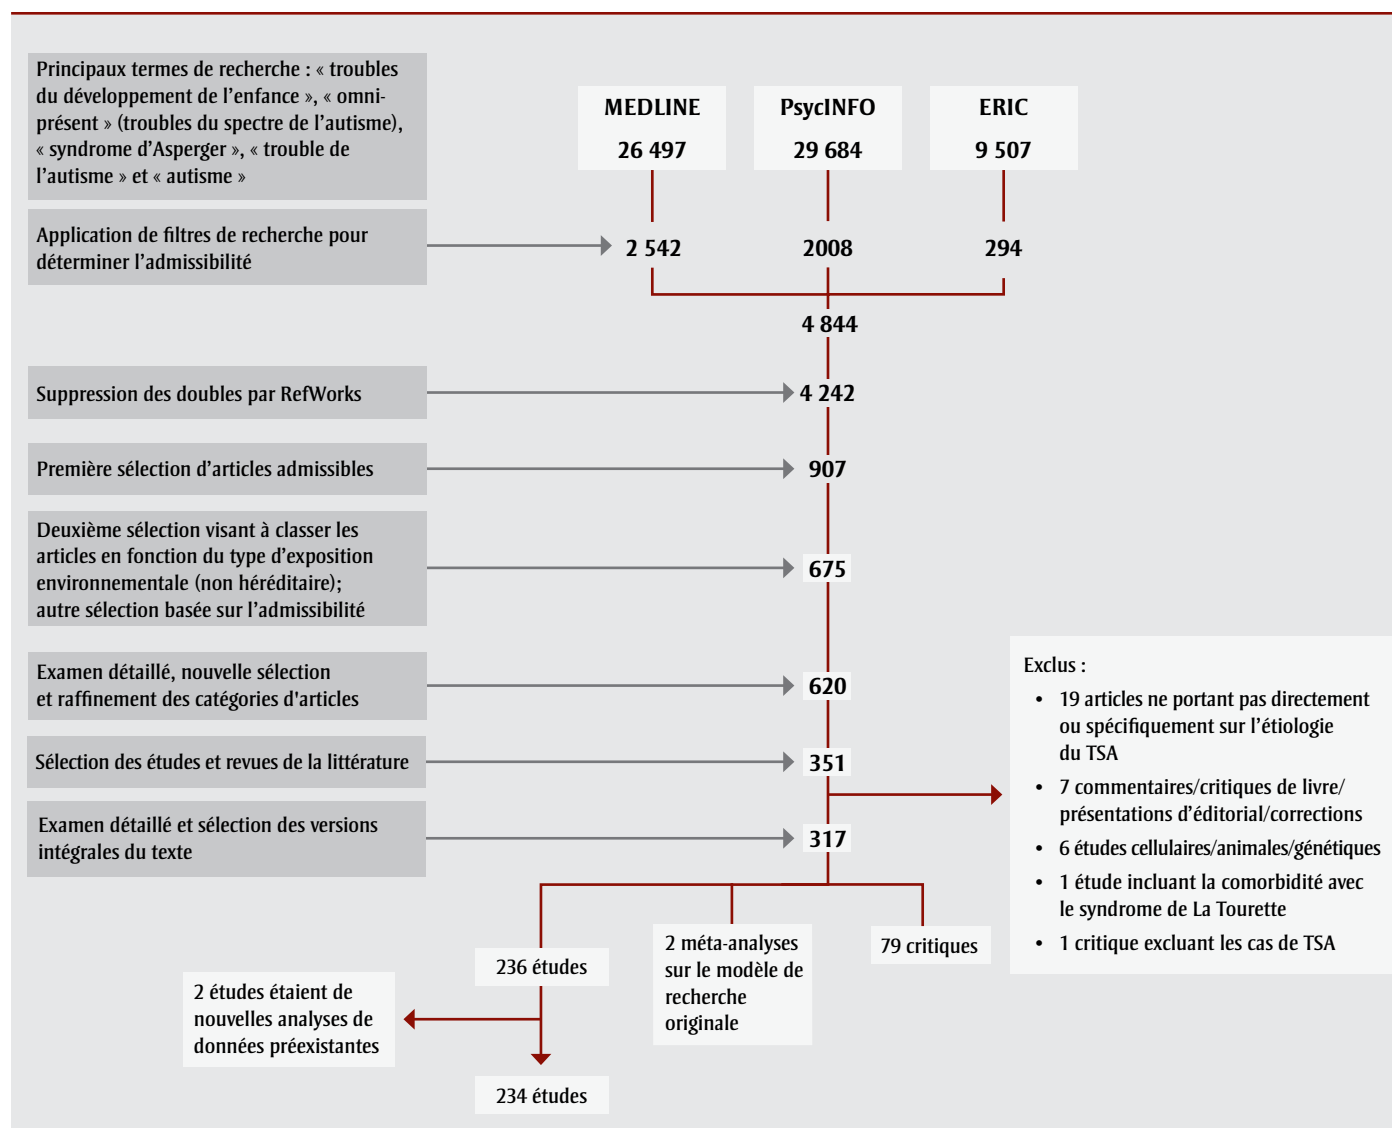 Principaux termes de recherche : « troubles
du développement de l'enfance », « omni-
présent » (troubles du spectre de l'autisme),
« syndrome d'Asperger », « trouble de
l'autisme » et « autisme »
MEDLINE
26 497
PsycINFO
29 684
ERIC
9 507
Application de filtres de recherche pour
déterminer l'admissibilité
2 542
2008
294
4 844
Suppression des doubles par RefWorks
4 242
Première sélection d'articles admissibles
907
Deuxième sélection visant à classer les
articles en fonction du type d'exposition
environnementale (non héréditaire);
autre sélection basée sur l'admissibilité
675
Examen détaillé, nouvelle sélection
et raffinement des catégories d'articles
620
Sélection des études et revues de la littérature
351
Exclus :
• 19 articles ne portant pas directement
ou spécifiquement sur l'étiologie
du TSA
• 7 commentaires/critiques de livre/
présentations d'éditorial/corrections
• 6 études cellulaires/animales/génétiques
• 1 étude incluant la comorbidité avec
le syndrome de La Tourette
• 1 critique excluant les cas de TSA
Examen détaillé et sélection des versions
intégrales du texte
317
236 études
2 méta-analyses
sur le modèle de
recherche
originale
79 critiques
2 études étaient de
nouvelles analyses de
données préexistantes
234 études